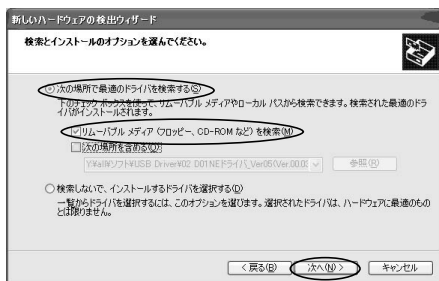 新しいハードウェアの検出ウィザード
検索とインストールのオプションを選んでください。
次の場所で最適のドライバを検索する(S)
下のチェック ボックスを使って、リムーバブル メディアやローカル パスから検索できます。検索された最適のドラ
イバがインストールされます。
リムーバブル メディア (フロッピー、CD-ROM など) を検索(M)
次の場所を含める(O)
参照(R)
検索しないで、インストールするドライバを選択する(D)
一覧からドライバを選択するには、このオプションを選びます。選択されたドライバは、ハードウェアに最適のもの
とは限りません。
< 戻る(B) 次へ(N) > キャンセル